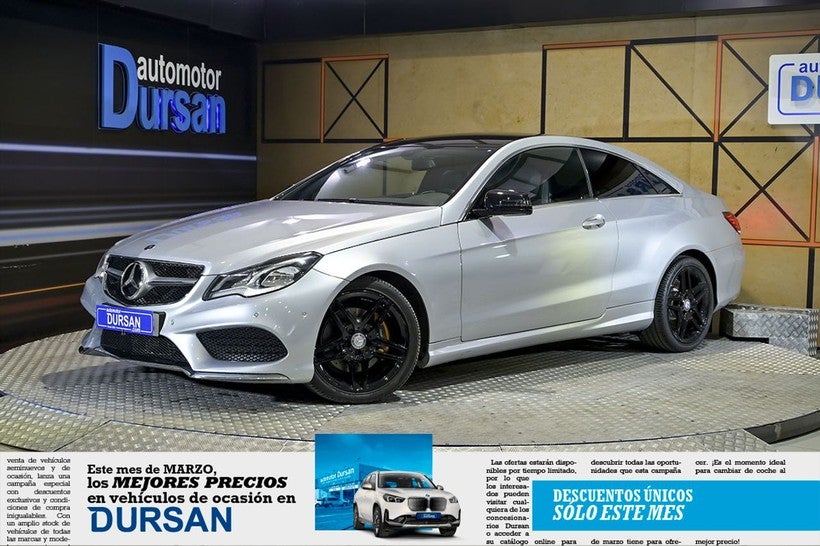 automotor
Dursan
au
D
automotor
DURSAN
.com
venta de vehículos
seminuevos y de
ocasión, lanza una
campaña especial
con descuentos
exclusivos y condi-
ciones de compra
inigualables. Con
un amplio stock de
vehículos de todas
las marcas y mode-
Este mes de MARZO,
los MEJORES PRECIOS
en vehículos de ocasión en
DURSAN
automotor Dursan
Las ofertas estarán dispo-
nibles por tiempo limitado,
por lo que
los interesa-
dos pueden
visitar cual-
quiera de los
concesiona-
rios Dursan
o acceder a
su catálogo
online para
descubrir todas las oportu-
nidades que esta campaña
de marzo tiene para ofre-
cer. ¡Es el momento ideal
para cambiar de coche al
mejor precio!
DESCUENTOS ÚNICOS
SÓLO ESTE MES